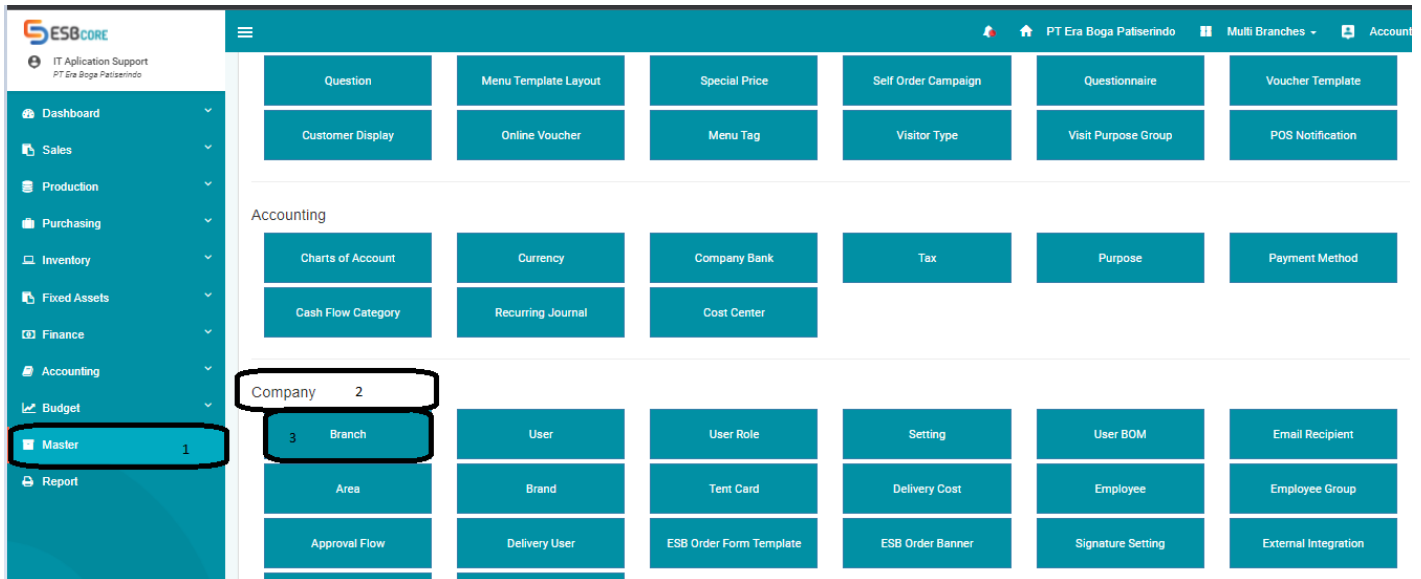 ESBCORE
IT Aplication Support
PT Era Boga Patiserindo
PT Era Boga Patiserindo
Multi Branches
Account
Dashboard
Sales
Production
Purchasing
Inventory
Fixed Assets
Finance
Accounting
Budget
Master 1
Report
Question
Menu Template Layout
Special Price
Self Order Campaign
Questionnaire
Voucher Template
Customer Display
Online Voucher
Menu Tag
Visitor Type
Visit Purpose Group
POS Notification
Accounting
Charts of Account
Currency
Company Bank
Tax
Purpose
Payment Method
Cash Flow Category
Recurring Journal
Cost Center
Company 2
3 Branch
User
User Role
Setting
User BOM
Email Recipient
Area
Brand
Tent Card
Delivery Cost
Employee
Employee Group
Approval Flow
Delivery User
ESB Order Form Template
ESB Order Banner
Signature Setting
External Integration